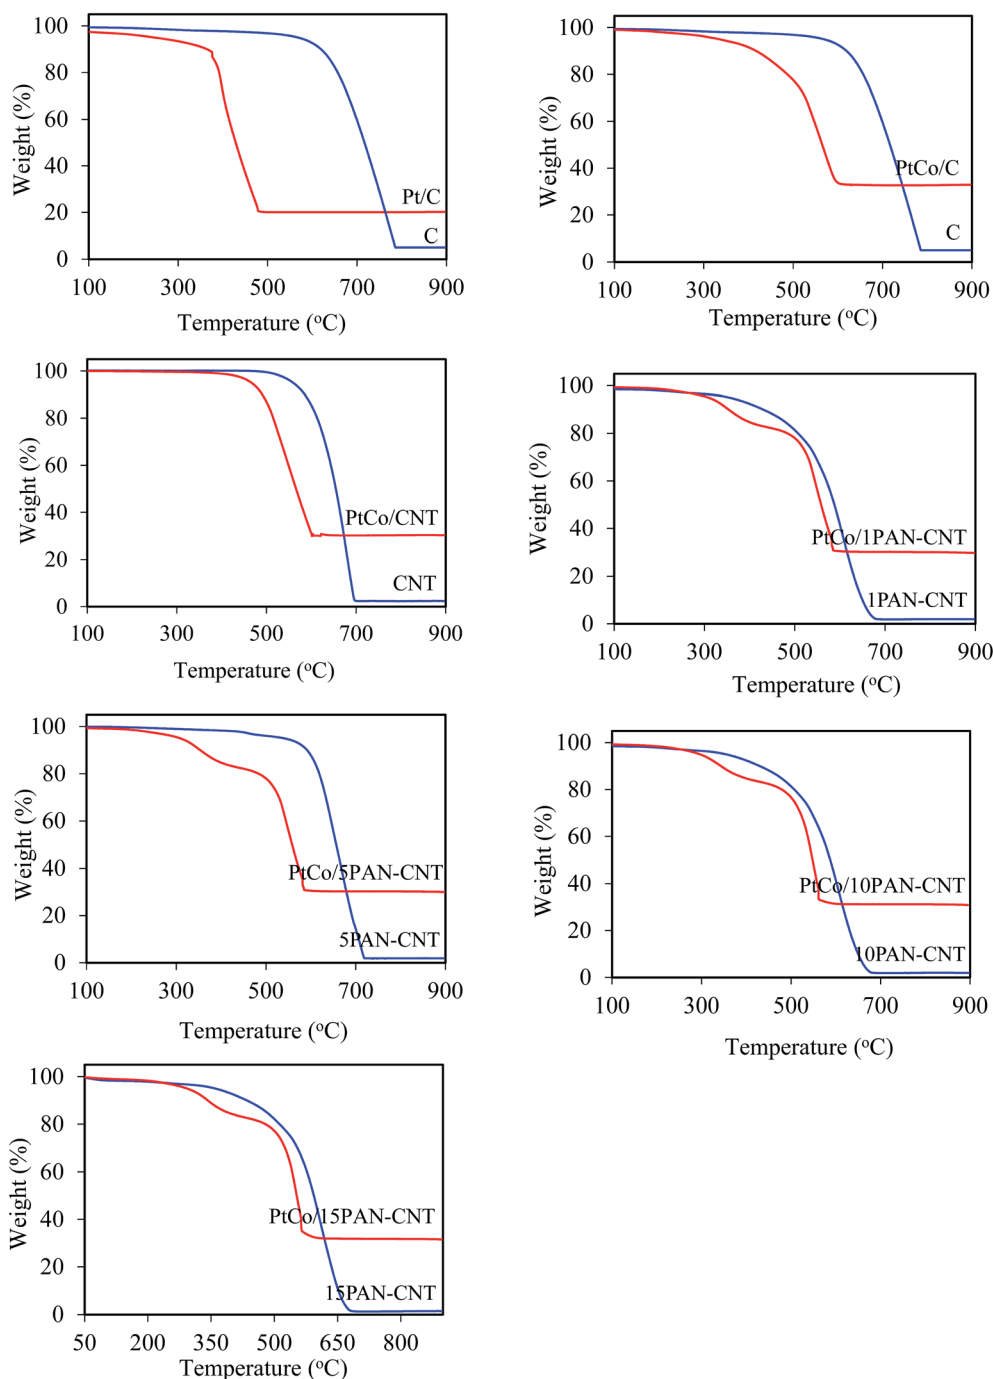 100
80
60
40
20
0
Weight (%)
Pt/C
C
100 300 500 700 900
Temperature (°C)
100
80
60
40
20
0
Weight (%)
PtCo/C
C
100 300 500 700 900
Temperature (°C)
100
80
60
40
20
0
Weight (%)
PtCo/CNT
CNT
100 300 500 700 900
Temperature (°C)
100
80
60
40
20
0
Weight (%)
PtCo/1PAN-CNT
1PAN-CNT
100 300 500 700 900
Temperature (°C)
100
80
60
40
20
0
Weight (%)
PtCo/5PAN-CNT
5PAN-CNT
100 300 500 700 900
Temperature (°C)
100
80
60
40
20
0
Weight (%)
PtCo/10PAN-CNT
10PAN-CNT
100 300 500 700 900
Temperature (°C)
100
80
60
40
20
0
Weight (%)
PtCo/15PAN-CNT
15PAN-CNT
50 200 350 500 650 800
Temperature (°C)